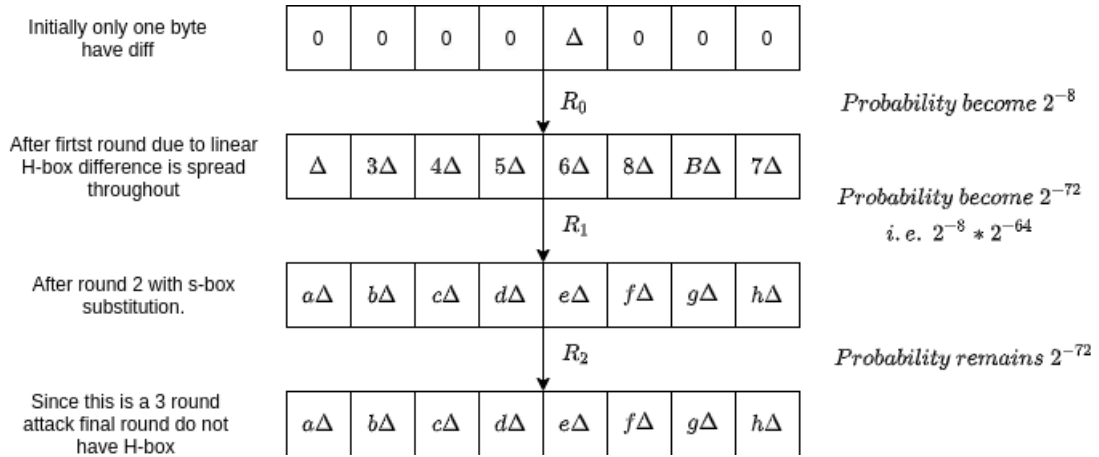 Initially only one byte
have diff
0 0 0 0 Δ 0 0 0
R₀
Probability become 2⁻⁸
After firtst round due to linear
H-box difference is spread
throughout
Δ 3Δ 4Δ 5Δ 6Δ 8Δ BΔ 7Δ
R₁
Probability become 2⁻⁷²
i. e. 2⁻⁸ * 2⁻⁶⁴
After round 2 with s-box
substitution.
aΔ bΔ cΔ dΔ eΔ fΔ gΔ hΔ
R₂
Probability remains 2⁻⁷²
Since this is a 3 round
attack final round do not
have H-box
aΔ bΔ cΔ dΔ eΔ fΔ gΔ hΔ